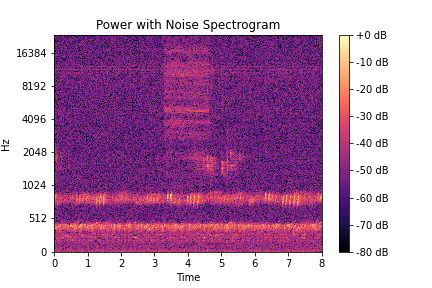 Power with Noise Spectrogram
Hz
16384
8192
4096
2048
1024
512
0
0 1 2 3 4 5 6 7 8
Time
+0 dB
-10 dB
-20 dB
-30 dB
-40 dB
-50 dB
-60 dB
-70 dB
-80 dB